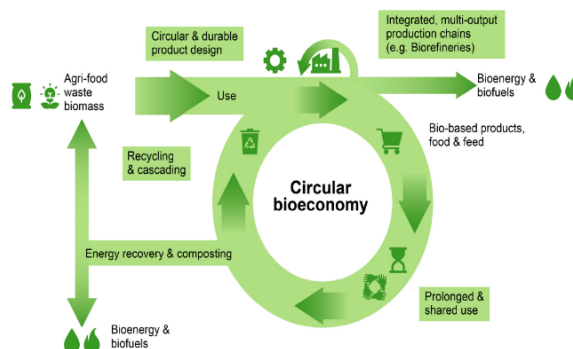 Circular & durable
product design
Integrated, multi-output
production chains
(e.g. Biorefineries)
Agri-food
waste
biomass
Use
Bioenergy &
biofuels
Bio-based products,
food & feed
Recycling
& cascading
Circular
bioeconomy
Energy recovery & composting
Prolonged &
shared use
Bioenergy &
biofuels